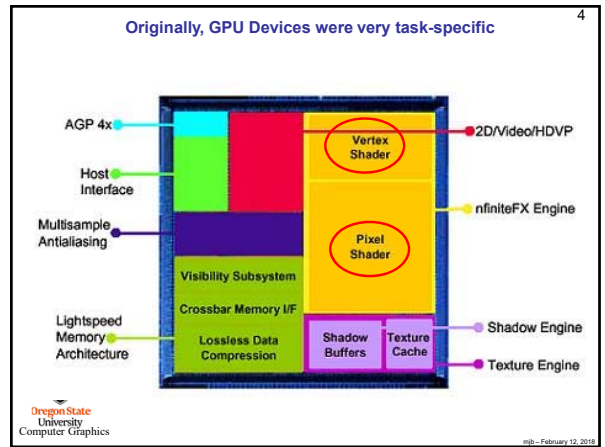 4
Originally, GPU Devices were very task-specific
AGP 4x
Host
Interface
Multisample
Antialiasing
Lightspeed
Memory
Architecture
Visibility Subsystem
Crossbar Memory I/F
Lossless Data
Compression
Vertex
Shader
Pixel
Shader
Shadow
Buffers
Texture
Cache
2D/Video/HDVP
nfiniteFX Engine
Shadow Engine
Texture Engine
Oregon State
University
Computer Graphics
mjb – February 12, 2018